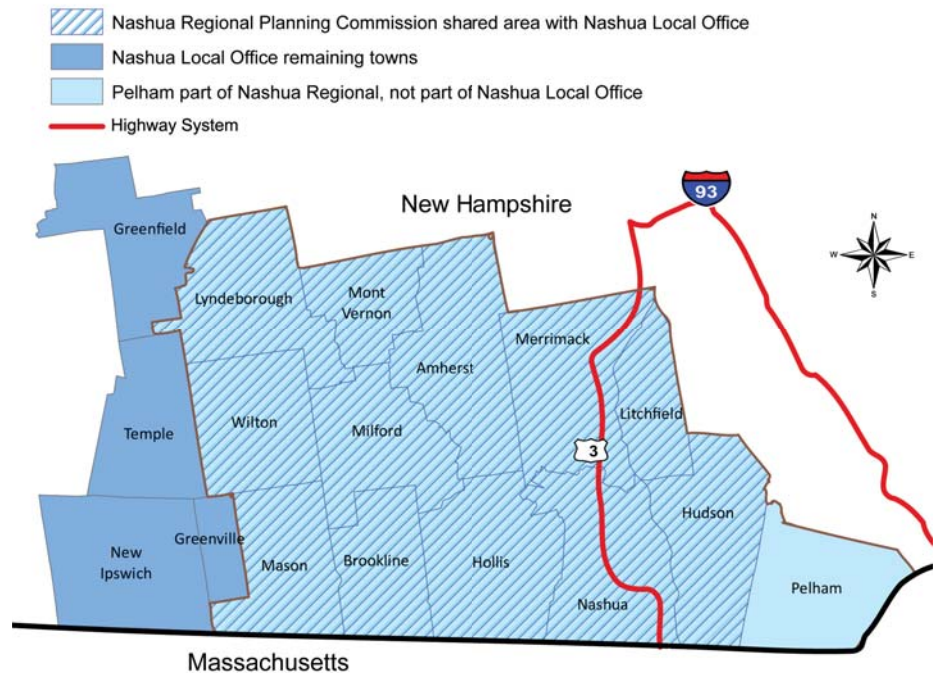 Nashua Regional Planning Commission shared area with Nashua Local Office
Nashua Local Office remaining towns
Pelham part of Nashua Regional, not part of Nashua Local Office
Highway System
93
New Hampshire
Greenfield
N
W
E
S
Lyndeborough
Mont
Vernon
Merrimack
Amherst
Litchfield
Wilton
Milford
Temple
3
Hudson
Greenville
New
Ipswich
Mason
Brookline
Hollis
Nashua
Pelham
Massachusetts